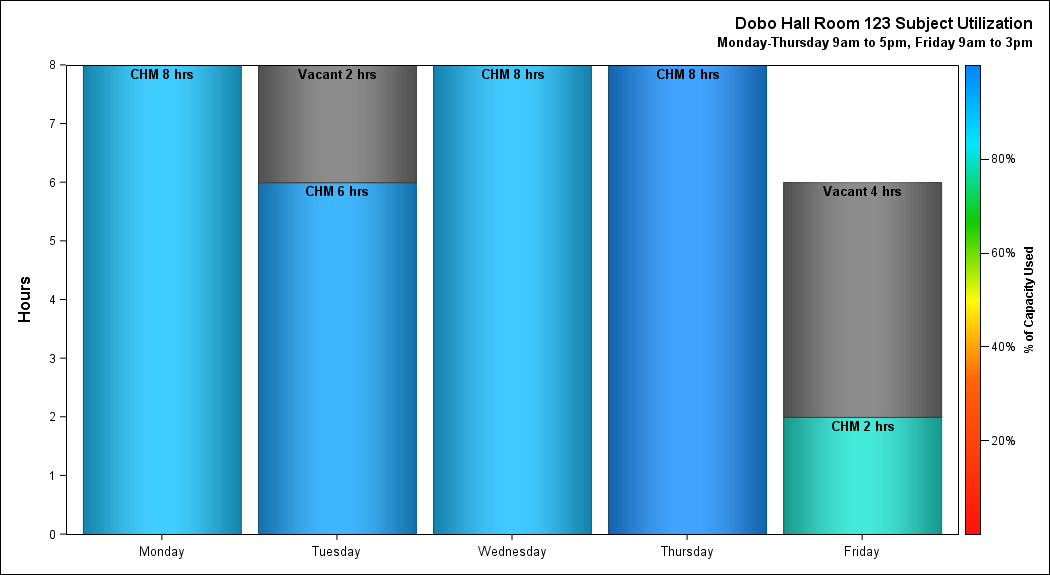 Dobo Hall Room 123 Subject Utilization
Monday-Thursday 9am to 5pm, Friday 9am to 3pm
CHM 8 hrs
Vacant 2 hrs
CHM 8 hrs
CHM 8 hrs
CHM 6 hrs
Vacant 4 hrs
CHM 2 hrs
Hours
8
7
6
5
4
3
2
1
0
Monday
Tuesday
Wednesday
Thursday
Friday
80%
60%
40%
20%
% of Capacity Used